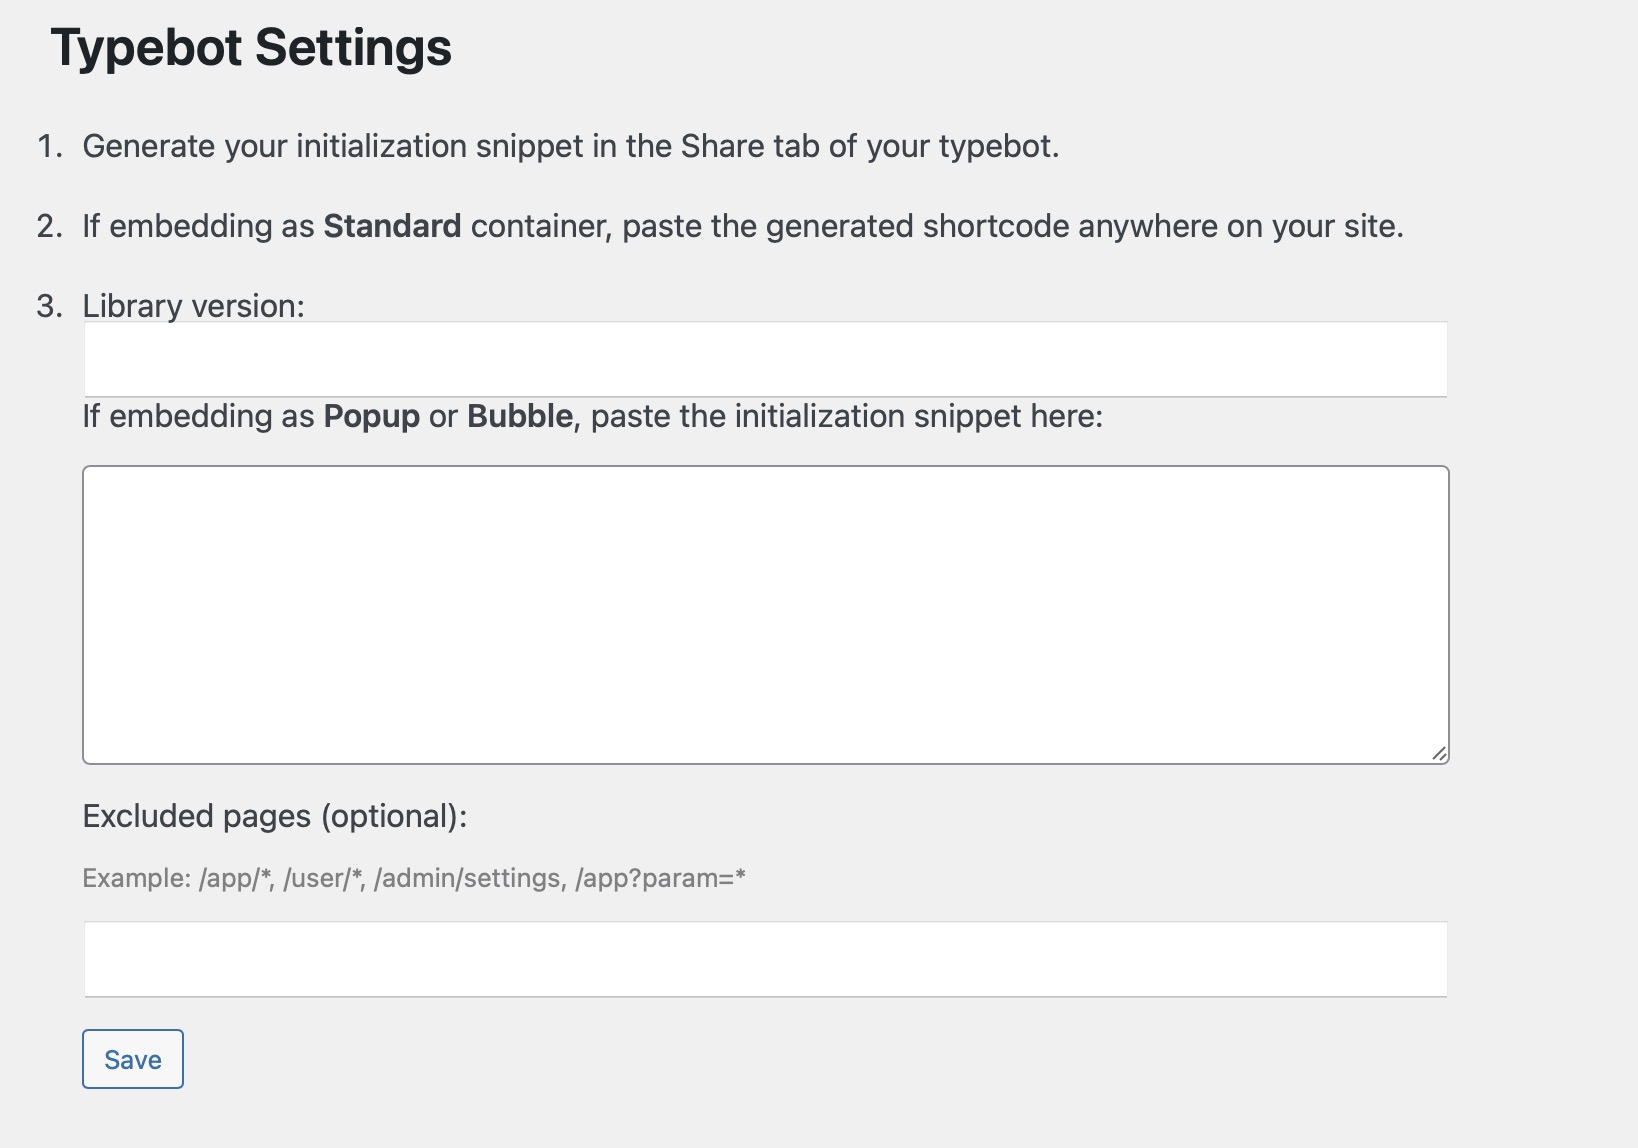 Typebot Settings
1. Generate your initialization snippet in the Share tab of your typebot.
2. If embedding as Standard container, paste the generated shortcode anywhere on your site.
3. Library version:
If embedding as Popup or Bubble, paste the initialization snippet here:
Excluded pages (optional):
Example: /app/*, /user/*, /admin/settings, /app?param=*
Save